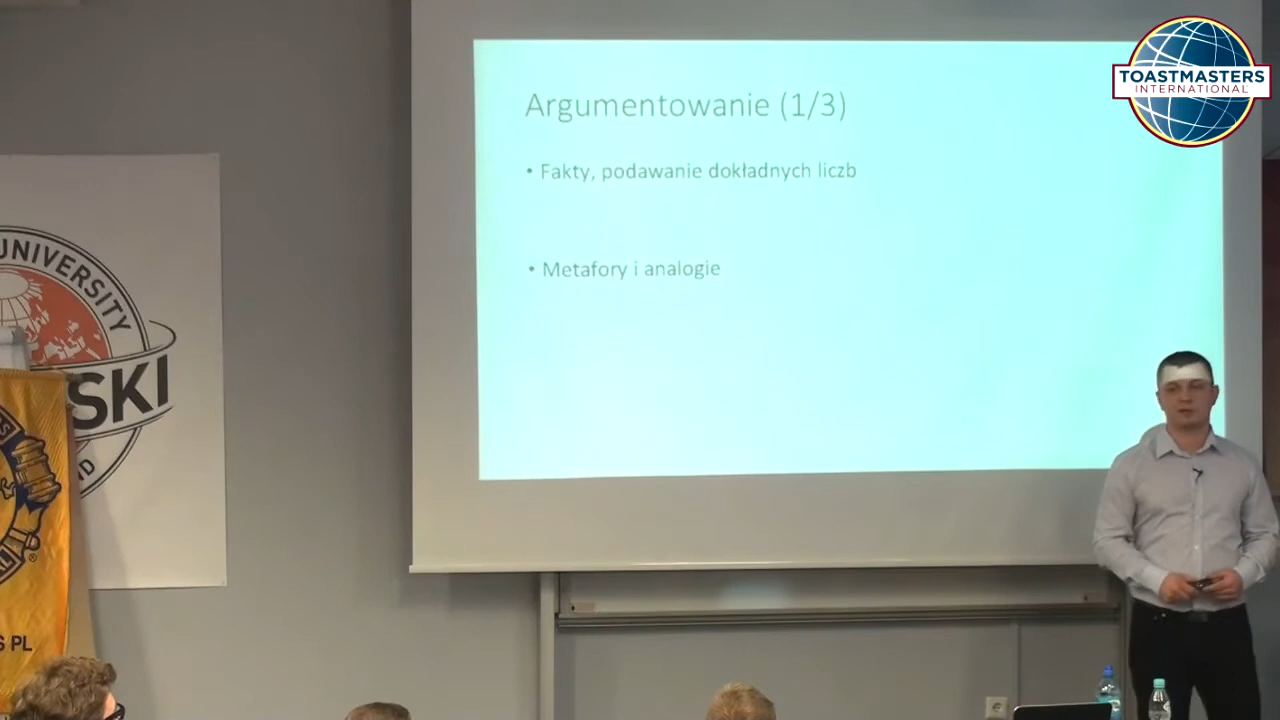 TOASTMASTERS
INTERNATIONAL
Argumentowanie (1/3)
• Fakty, podawanie dokładnych liczb
• Metafory i analogie
UNIVERSITY
SKI
PL